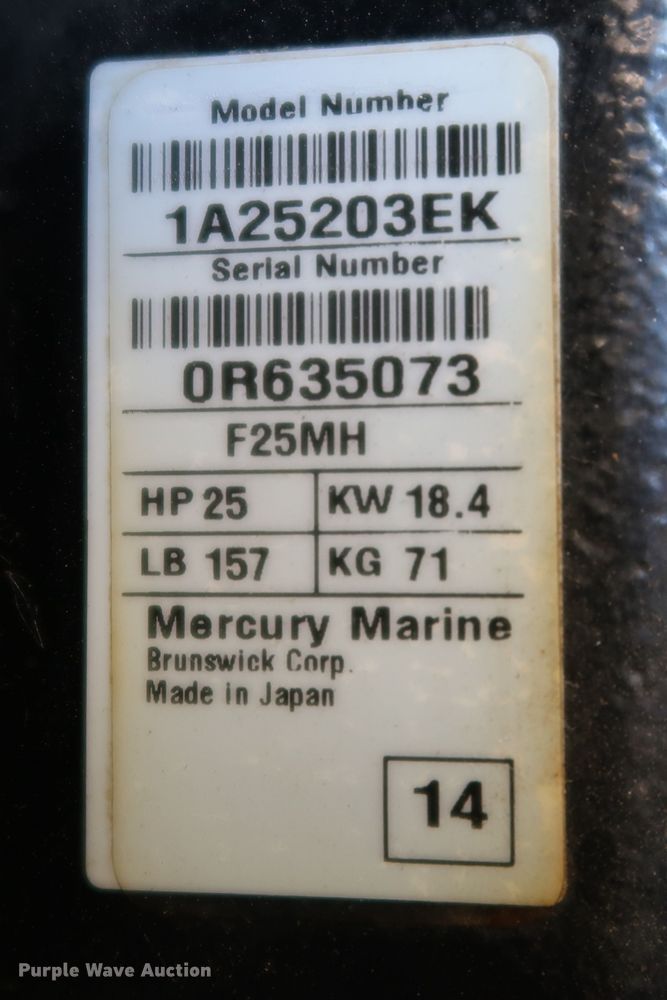 Model Number
1A25203EK
Serial Number
0R635073
F25MH
HP 25 KW 18.4
LB 157 KG 71
Mercury Marine
Brunswick Corp.
Made in Japan
14
Purple Wave Auction